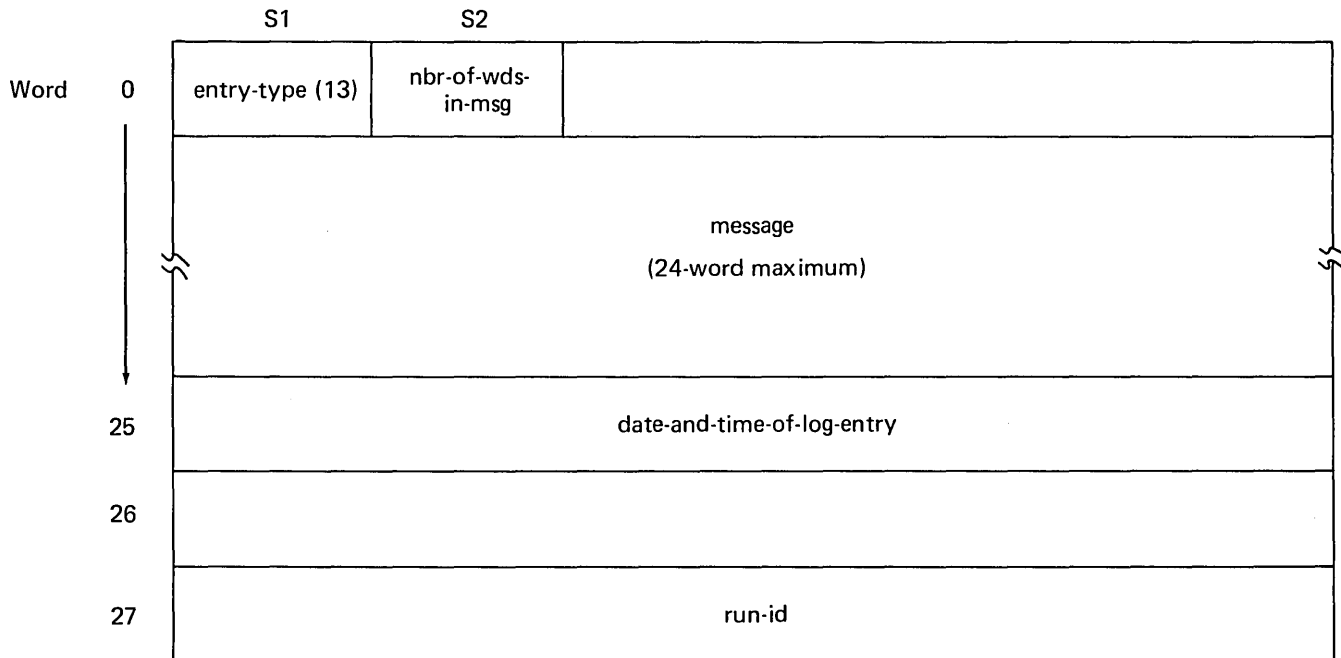 S1 S2
Word 0 entry-type (13) nbr-of-wds-
in-msg
message
(24-word maximum)
25 date-and-time-of-log-entry
26
27 run-id